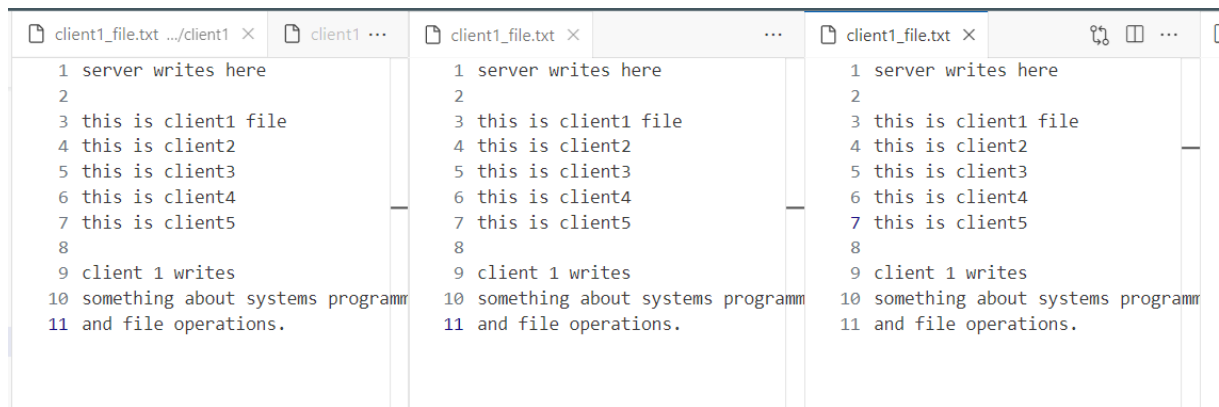 client1_file.txt .../client1
client1
1 server writes here
2
3 this is client1 file
4 this is client2
5 this is client3
6 this is client4
7 this is client5
8
9 client 1 writes
10 something about systems programm
11 and file operations.
client1_file.txt
1 server writes here
2
3 this is client1 file
4 this is client2
5 this is client3
6 this is client4
7 this is client5
8
9 client 1 writes
10 something about systems programm
11 and file operations.
client1_file.txt
1 server writes here
2
3 this is client1 file
4 this is client2
5 this is client3
6 this is client4
7 this is client5
8
9 client 1 writes
10 something about systems programm
11 and file operations.